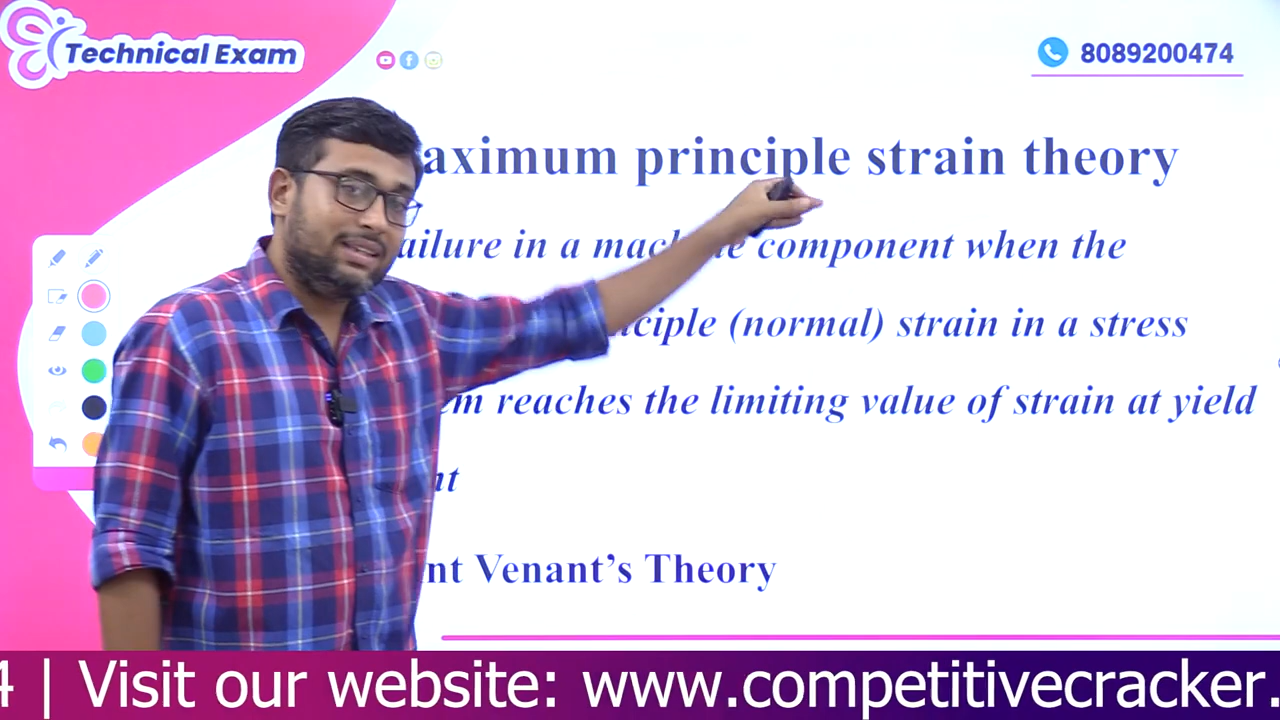 Technical Exam
8089200474
aximum principle strain theory
ailure in a mac e component when the
ciple (normal) strain in a stress
em reaches the limiting value of strain at yield
nt
nt Venant’s Theory
4 | Visit our website: www.competitivecracker.